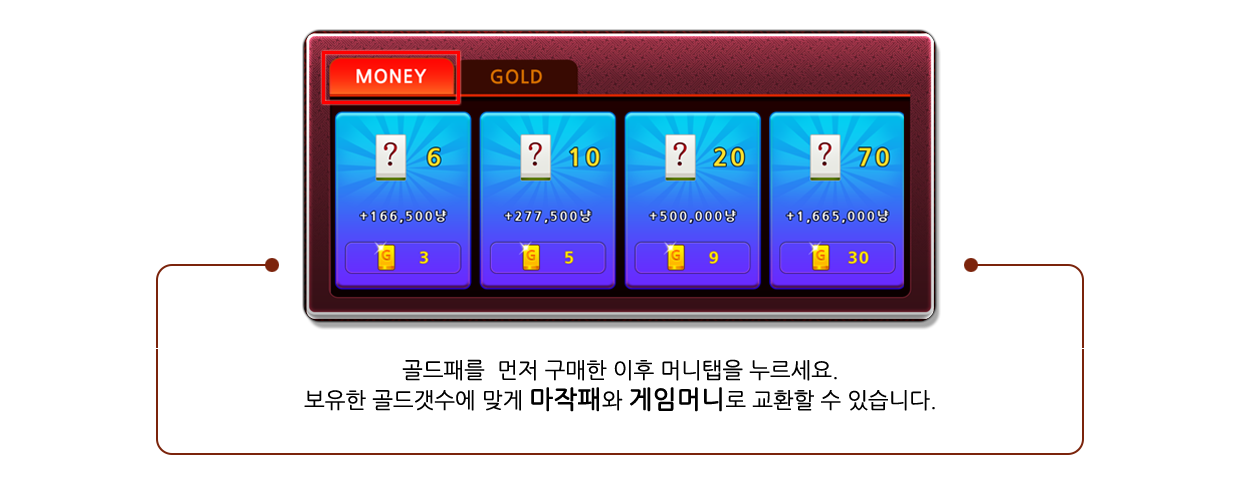 MONEY GOLD
? 6 ? 10 ? 20 ? 70
+166,500냥 +277,500냥 +500,000냥 +1,665,000냥
G 3 G 5 G 9 G 30
골드패를 먼저 구매한 이후 머니탭을 누르세요.
보유한 골드갯수에 맞게 마작패와 게임머니로 교환할 수 있습니다.